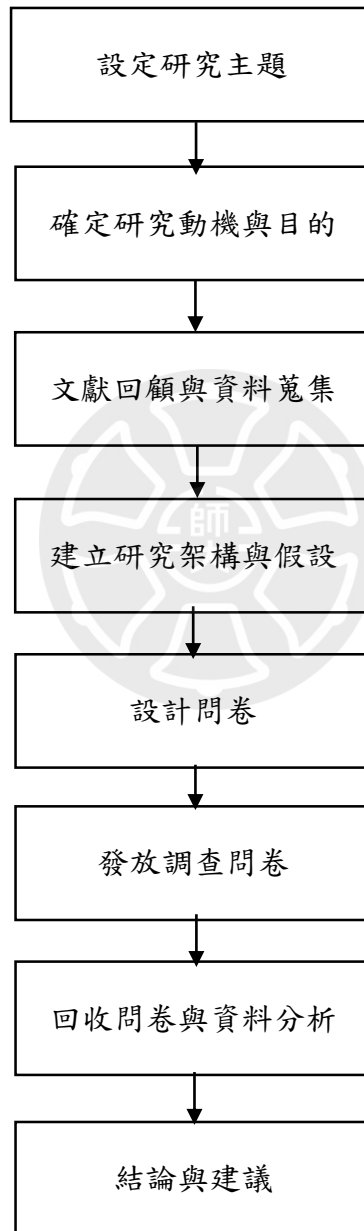 設定研究主題
確定研究動機與目的
文獻回顧與資料蒐集
師
建立研究架構與假設
設計問卷
發放調查問卷
回收問卷與資料分析
結論與建議